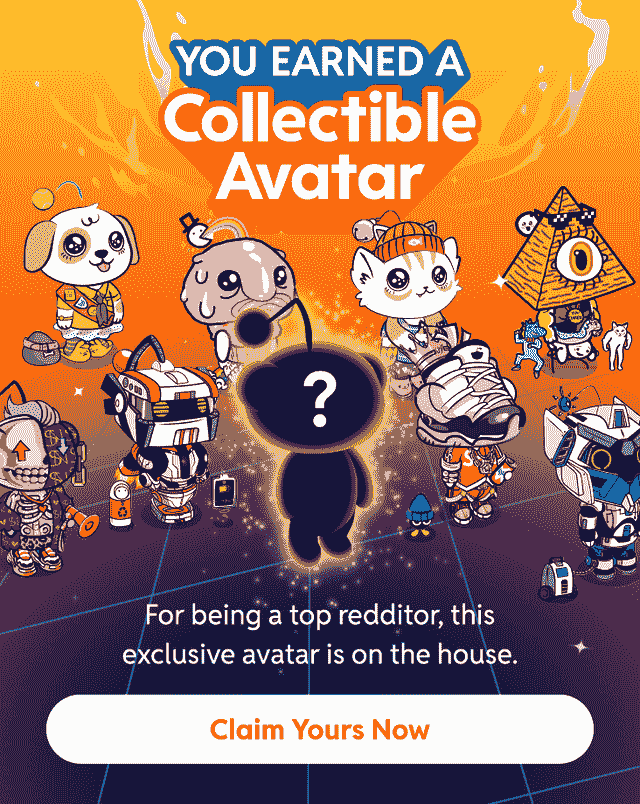 YOU EARNED A
Collectible
Avatar
?
For being a top redditor, this
exclusive avatar is on the house.
Claim Yours Now